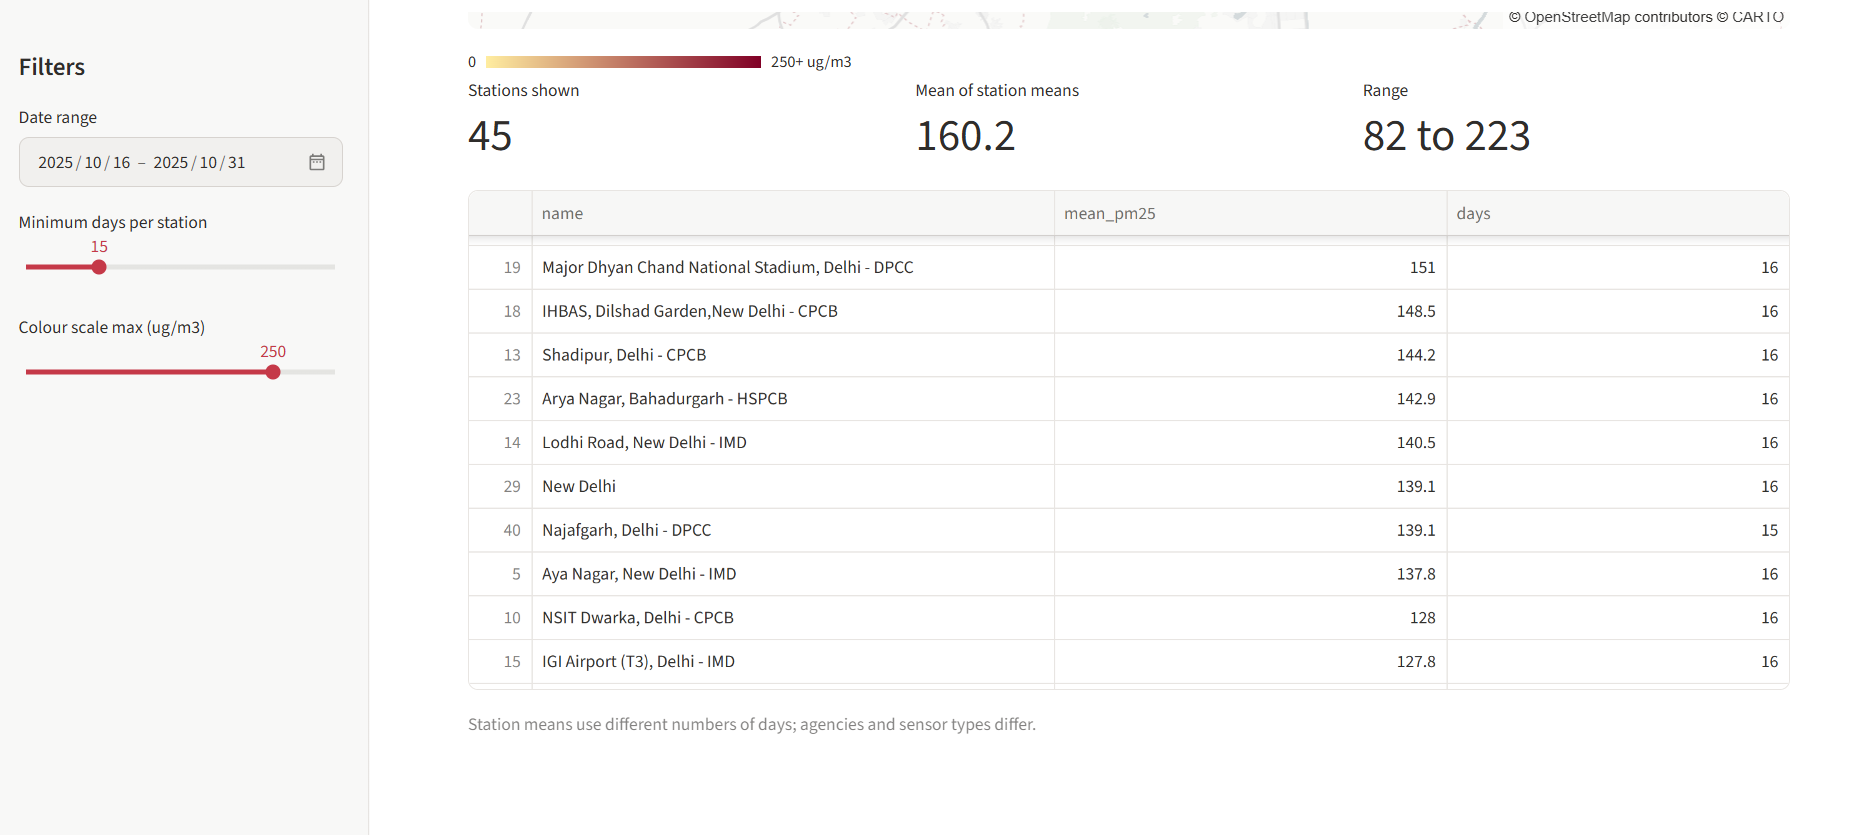 © OpenStreetMap contributors © CARTO
Filters
Date range
2025/10/16 – 2025/10/31
Minimum days per station
15
Colour scale max (ug/m3)
250
0 250+ ug/m3
Stations shown Mean of station means Range
45 160.2 82 to 223
name mean_pm25 days
19 Major Dhyan Chand National Stadium, Delhi - DPCC 151 16
18 IHBAS, Dilshad Garden,New Delhi - CPCB 148.5 16
13 Shadipur, Delhi - CPCB 144.2 16
23 Arya Nagar, Bahadurgarh - HSPCB 142.9 16
14 Lodhi Road, New Delhi - IMD 140.5 16
29 New Delhi 139.1 16
40 Najafgarh, Delhi - DPCC 139.1 15
5 Aya Nagar, New Delhi - IMD 137.8 16
10 NSIT Dwarka, Delhi - CPCB 128 16
15 IGI Airport (T3), Delhi - IMD 127.8 16
Station means use different numbers of days; agencies and sensor types differ.